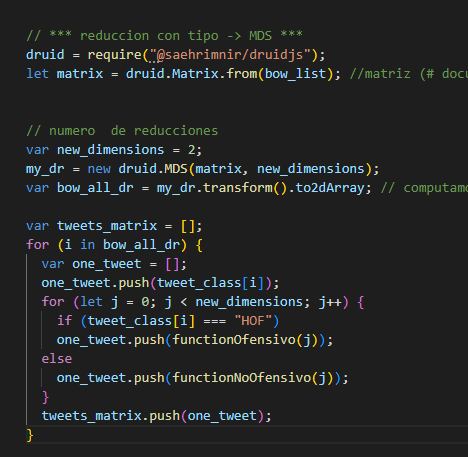 // *** reduccion con tipo -> MDS ***
druid = require("@saehrimnir/druidjs");
let matrix = druid.Matrix.from(bow_list); //matriz (# docu
// numero  de reducciones
var new_dimensions = 2;
my_dr = new druid.MDS(matrix, new_dimensions);
var bow_all_dr = my_dr.transform().to2dArray; // computamo
var tweets_matrix = [];
for (i in bow_all_dr) {
  var one_tweet = [];
  one_tweet.push(tweet_class[i]);
  for (let j = 0; j < new_dimensions; j++) {
    if (tweet_class[i] === "HOF")
    one_tweet.push(functionOfensivo(j));
  else
    one_tweet.push(functionNoOfensivo(j));
  }
  tweets_matrix.push(one_tweet);
}